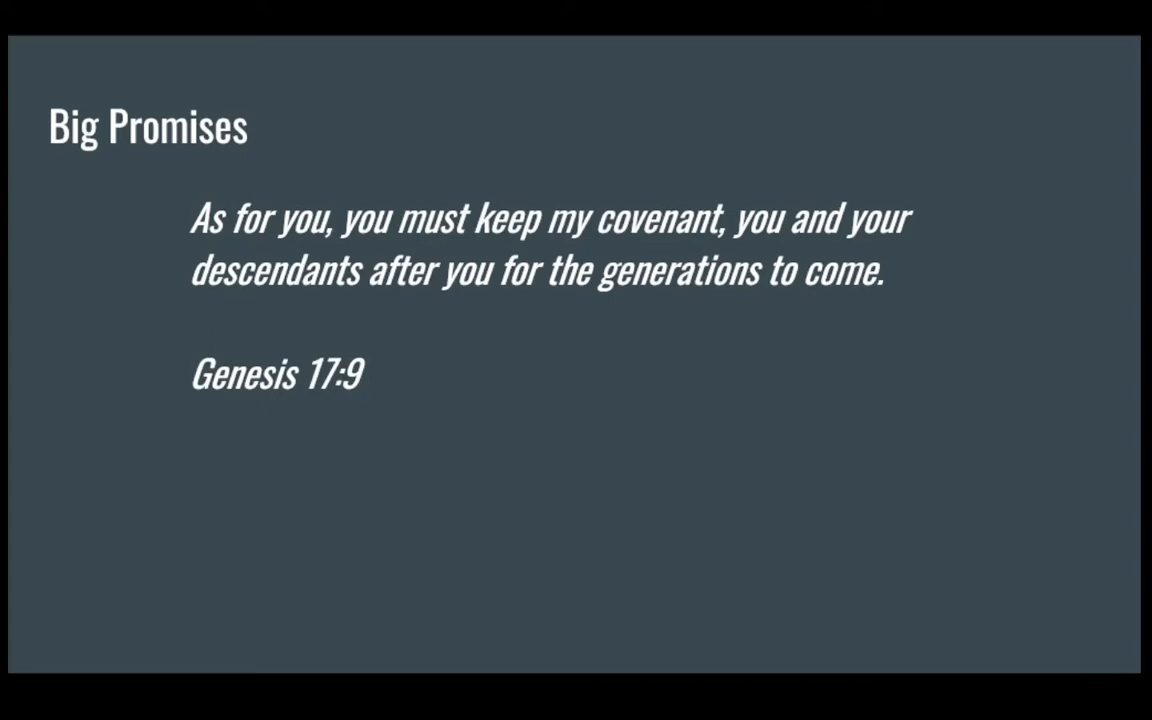 Big Promises
As for you, you must keep my covenant, you and your
descendants after you for the generations to come.
Genesis 17:9